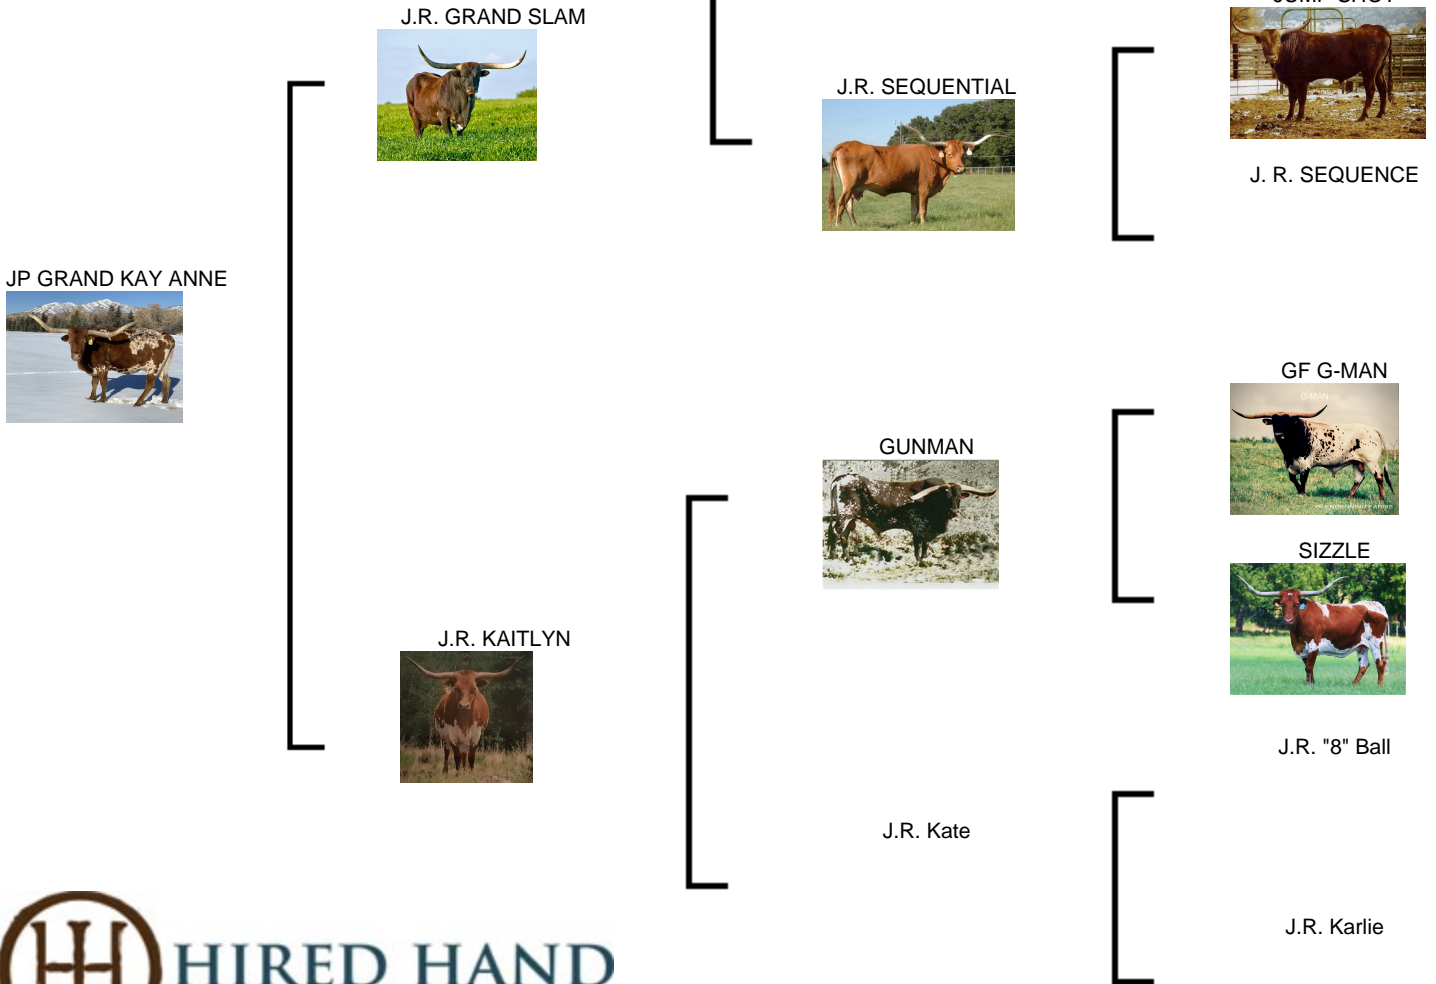 J.R. GRAND SLAM
J.R. SEQUENTIAL
J. R. SEQUENCE
JP GRAND KAY ANNE
GF G-MAN
G-MAN
GUNMAN
SIZZLE
J.R. KAITLYN
J.R. "8" Ball
J.R. Kate
J.R. Karlie
HIRED HAND